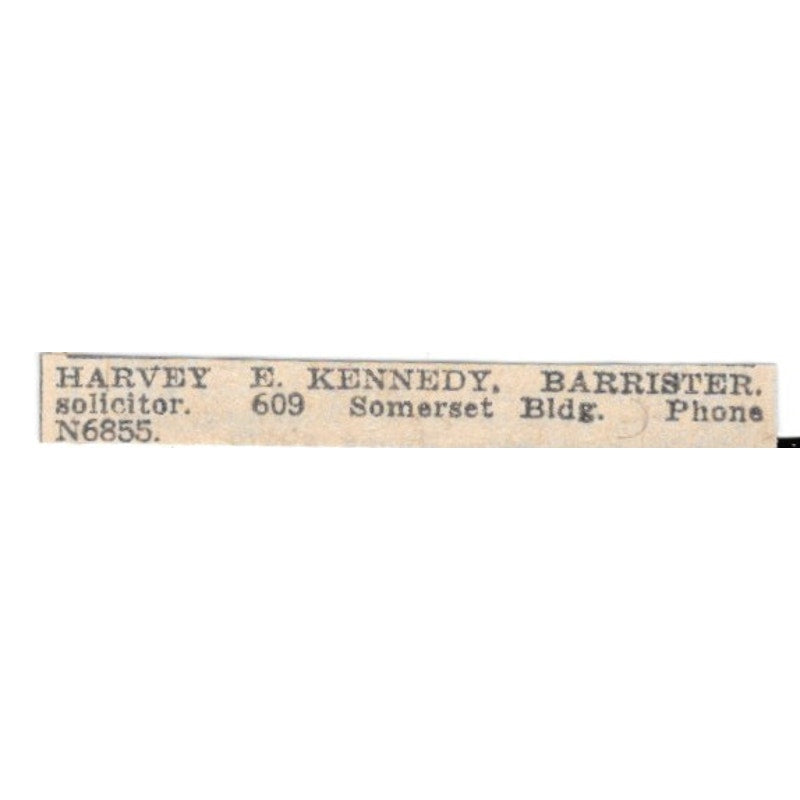 HARVEY E. KENNEDY, BARRISTER,
solicitor. 609 Somerset Bldg. Phone
N6855.